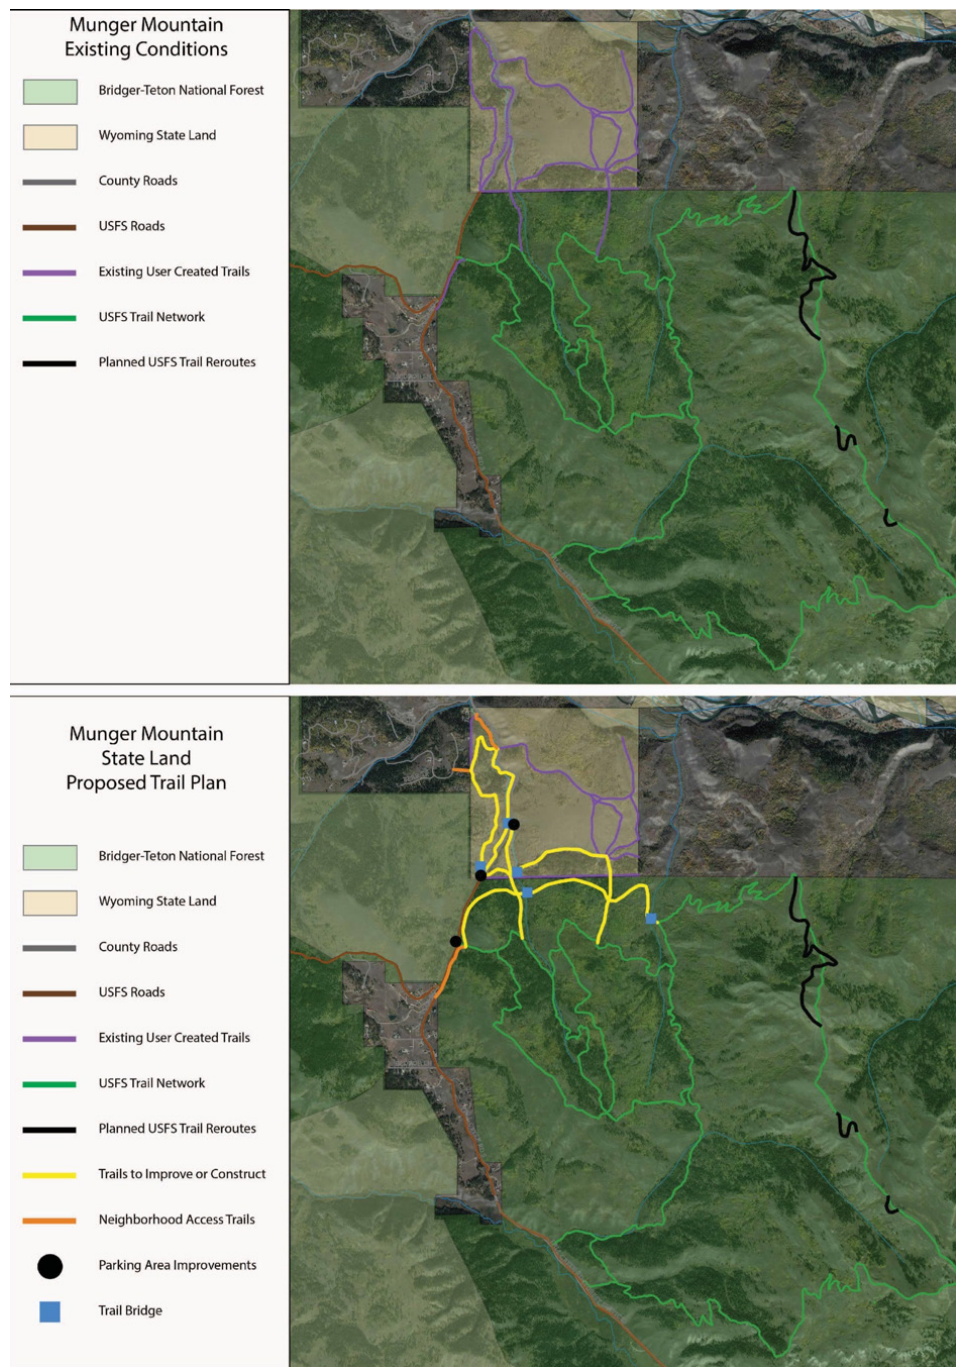 Munger Mountain
Existing Conditions
Bridger-Teton National Forest
Wyoming State Land
County Roads
USFS Roads
Existing User Created Trails
USFS Trail Network
Planned USFS Trail Reroutes
Munger Mountain
State Land
Proposed Trail Plan
Bridger-Teton National Forest
Wyoming State Land
County Roads
USFS Roads
Existing User Created Trails
USFS Trail Network
Planned USFS Trail Reroutes
Trails to Improve or Construct
Neighborhood Access Trails
Parking Area Improvements
Trail Bridge